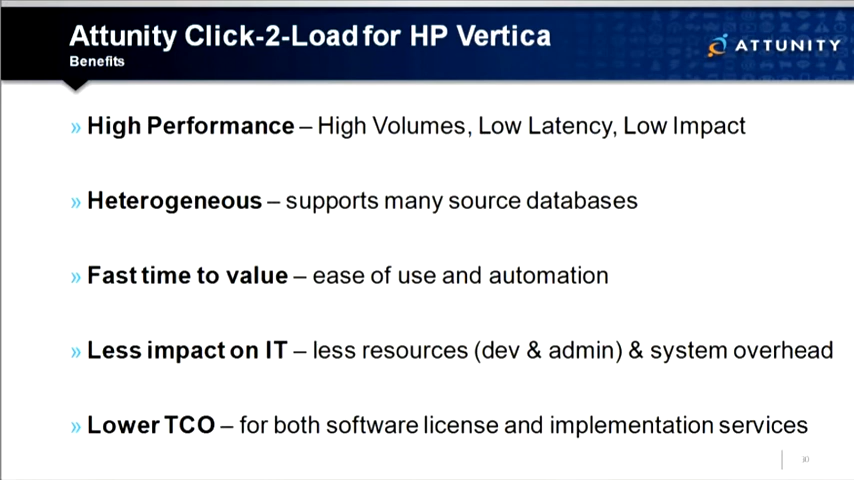 Attunity Click-2-Load for HP Vertica
Benefits
ATTUNITY
» High Performance – High Volumes, Low Latency, Low Impact
» Heterogeneous – supports many source databases
» Fast time to value – ease of use and automation
» Less impact on IT – less resources (dev & admin) & system overhead
» Lower TCO – for both software license and implementation services
30